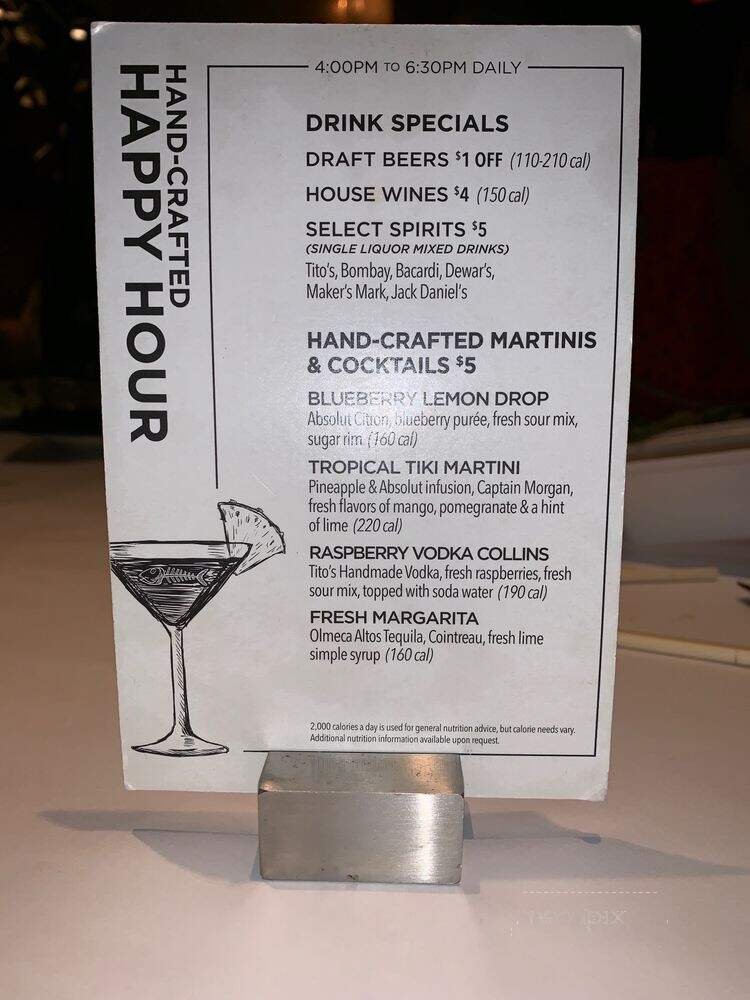 HAND-CRAFTED
HAPPY HOUR
4:00PM TO 6:30PM DAILY
DRINK SPECIALS
DRAFT BEERS $1 OFF (110-210 cal)
HOUSE WINES $4 (150 cal)
SELECT SPIRITS $5
(SINGLE LIQUOR MIXED DRINKS)
Tito's, Bombay, Bacardi, Dewar's,
Maker's Mark, Jack Daniel's
HAND-CRAFTED MARTINIS
& COCKTAILS $5
BLUEBERRY LEMON DROP
Absolut Citron, blueberry purée, fresh sour mix,
sugar rim (160 cal)
TROPICAL TIKI MARTINI
Pineapple & Absolut infusion, Captain Morgan,
fresh flavors of mango, pomegranate & a hint
of lime (220 cal)
RASPBERRY VODKA COLLINS
Tito's Handmade Vodka, fresh raspberries, fresh
sour mix, topped with soda water (190 cal)
FRESH MARGARITA
Olmeca Altos Tequila, Cointreau, fresh lime
simple syrup (160 cal)
2,000 calories a day is used for general nutrition advice, but calorie needs vary.
Additional nutrition information available upon request.